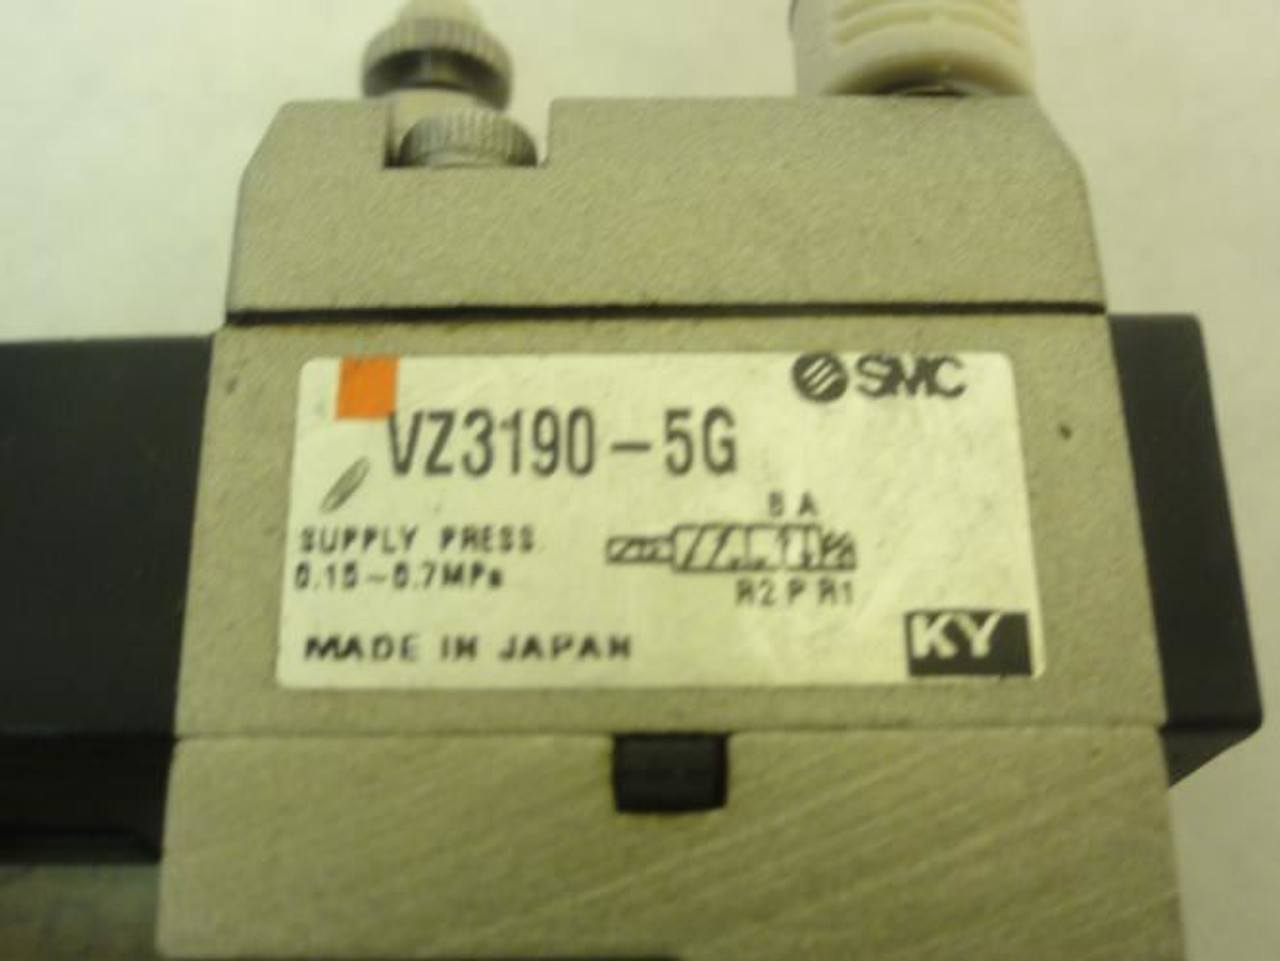 SMC
VZ3190-5G
B A
SUPPLY PRESS.
0.15~0.7MPa
R2 P R1
MADE IN JAPAN
KY